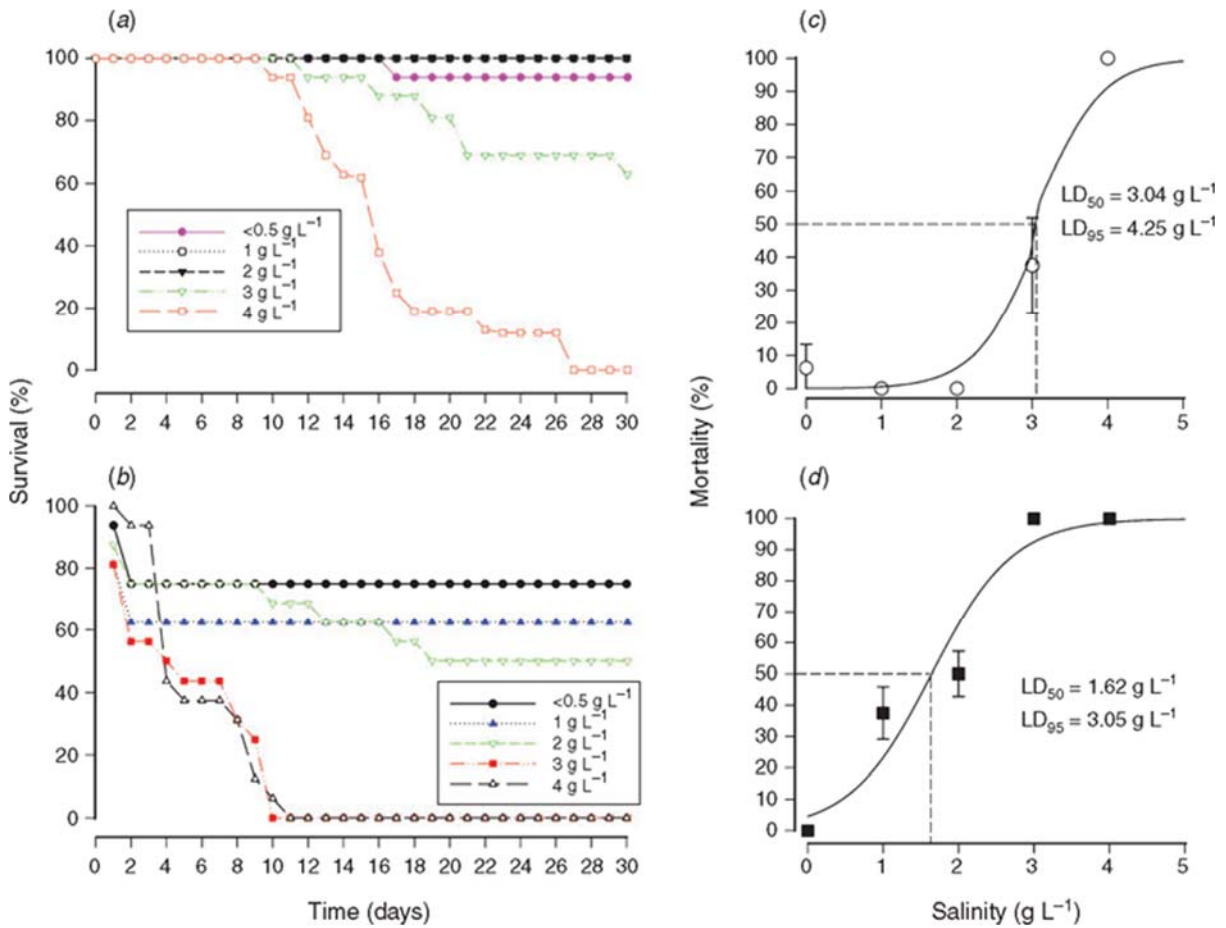 (a)
100
80
60
40
20
0
<0.5 g L⁻¹
1 g L⁻¹
2 g L⁻¹
3 g L⁻¹
4 g L⁻¹
0 2 4 6 8 10 12 14 16 18 20 22 24 26 28 30
(b)
100
80
60
40
20
0
<0.5 g L⁻¹
1 g L⁻¹
2 g L⁻¹
3 g L⁻¹
4 g L⁻¹
0 2 4 6 8 10 12 14 16 18 20 22 24 26 28 30
Survival (%)
Time (days)
(c)
100
90
80
70
60
50
40
30
20
10
0
LD₅₀ = 3.04 g L⁻¹
LD₉₅ = 4.25 g L⁻¹
0 1 2 3 4 5
(d)
100
90
80
70
60
50
40
30
20
10
0
LD₅₀ = 1.62 g L⁻¹
LD₉₅ = 3.05 g L⁻¹
0 1 2 3 4 5
Mortality (%)
Salinity (g L⁻¹)